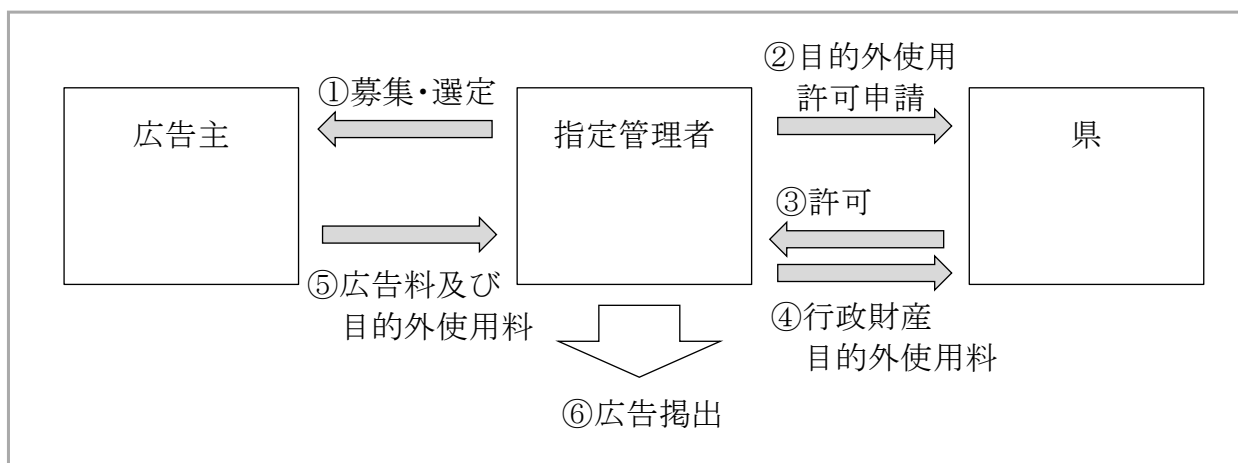 ①募集・選定
②目的外使用
許可申請
広告主
指定管理者
県
③許可
⑤広告料及び
目的外使用料
④行政財産
目的外使用料
⑥広告掲出